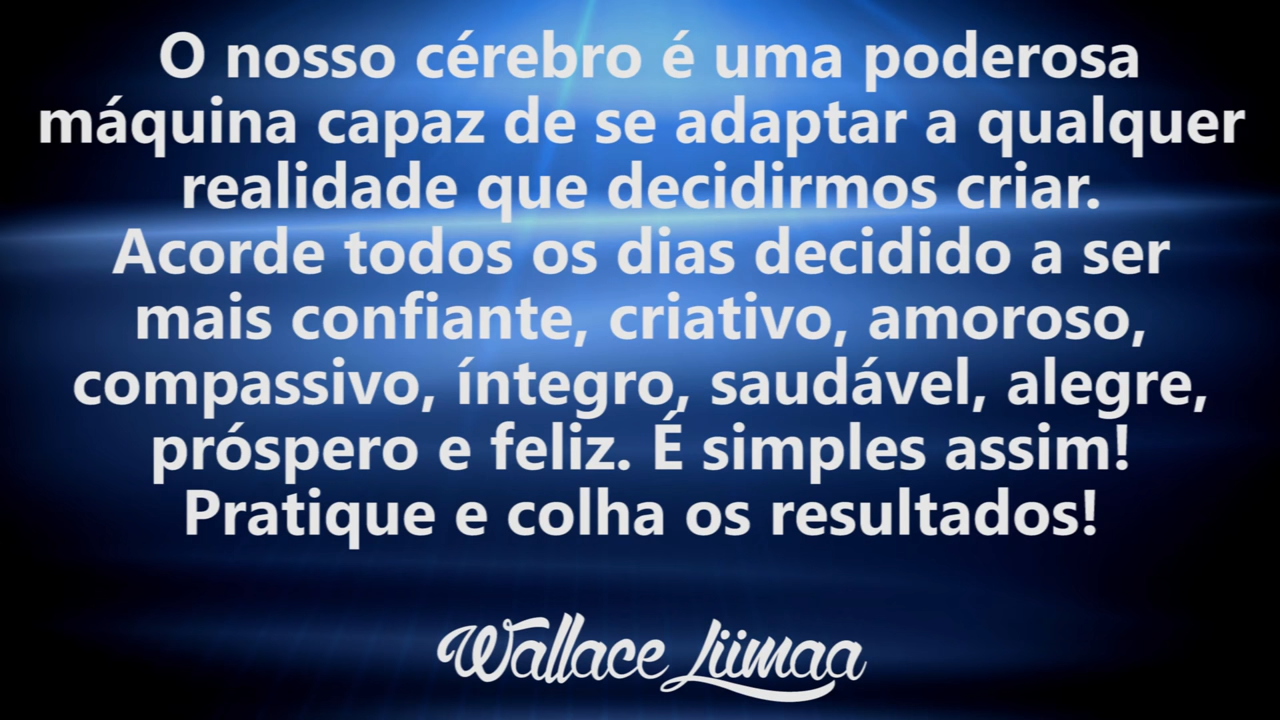 O nosso cérebro é uma poderosa
máquina capaz de se adaptar a qualquer
realidade que decidirmos criar.
Acorde todos os dias decidido a ser
mais confiante, criativo, amoroso,
compassivo, íntegro, saudável, alegre,
próspero e feliz. É simples assim!
Pratique e colha os resultados!
Wallace Liimaa